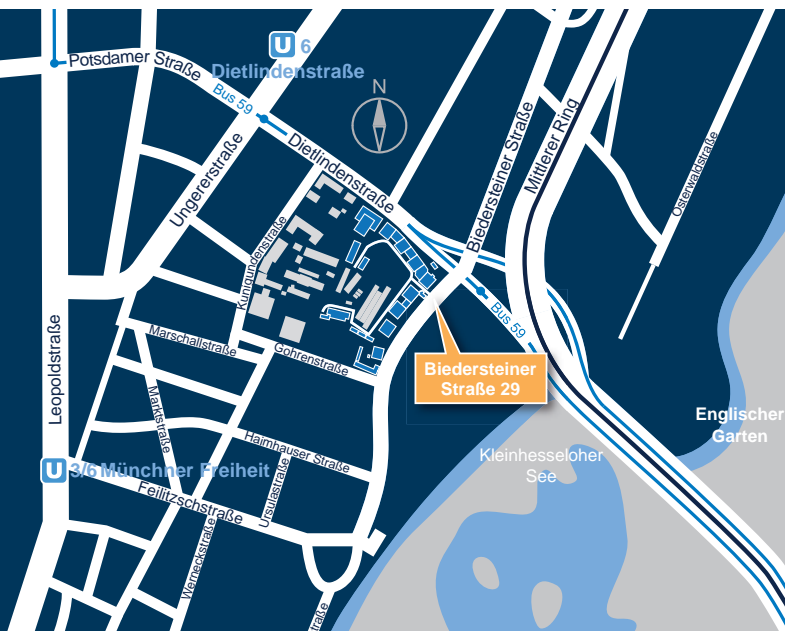 U 6
Dietlindenstraße
Potsdamer Straße
Bus 59
N
Dietlindenstraße
Ungererstraße
Biedersteiner Straße
Mittlerer Ring
Osterwaldstraße
Kunigundenstraße
Bus 59
Leopoldstraße
Marschallstraße
Gohrenstraße
Biedersteiner
Straße 29
Marktstraße
Englischer
Garten
Haimhauser Straße
Kleinhesseloher
See
U 3/6 Münchner Freiheit
Ursulastraße
Feilitzschstraße
Werneckstraße
traße